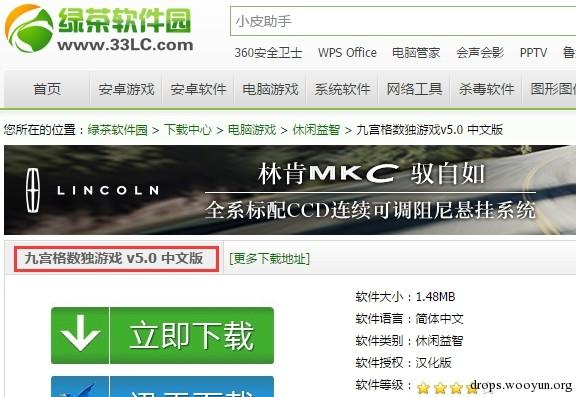 绿茶软件园
www.33LC.com
小皮助手
360安全卫士 WPS Office 电脑管家 会声会影 PPTV 鲁
首页 安卓游戏 安卓软件 电脑游戏 系统软件 网络工具 杀毒软件 图形图像
您所在的位置：绿茶软件园 > 下载中心 > 电脑游戏 > 休闲益智 > 九宫格数独游戏v5.0 中文版
LINCOLN
林肯MKC 驭自如
全系标配CCD连续可调阻尼悬挂系统
九宫格数独游戏 v5.0 中文版
[更多下载地址]
立即下载
迅雷下载
软件大小：1.48MB
软件语言：简体中文
软件类别：休闲益智
软件授权：汉化版
软件等级：
drops.wooyun.org